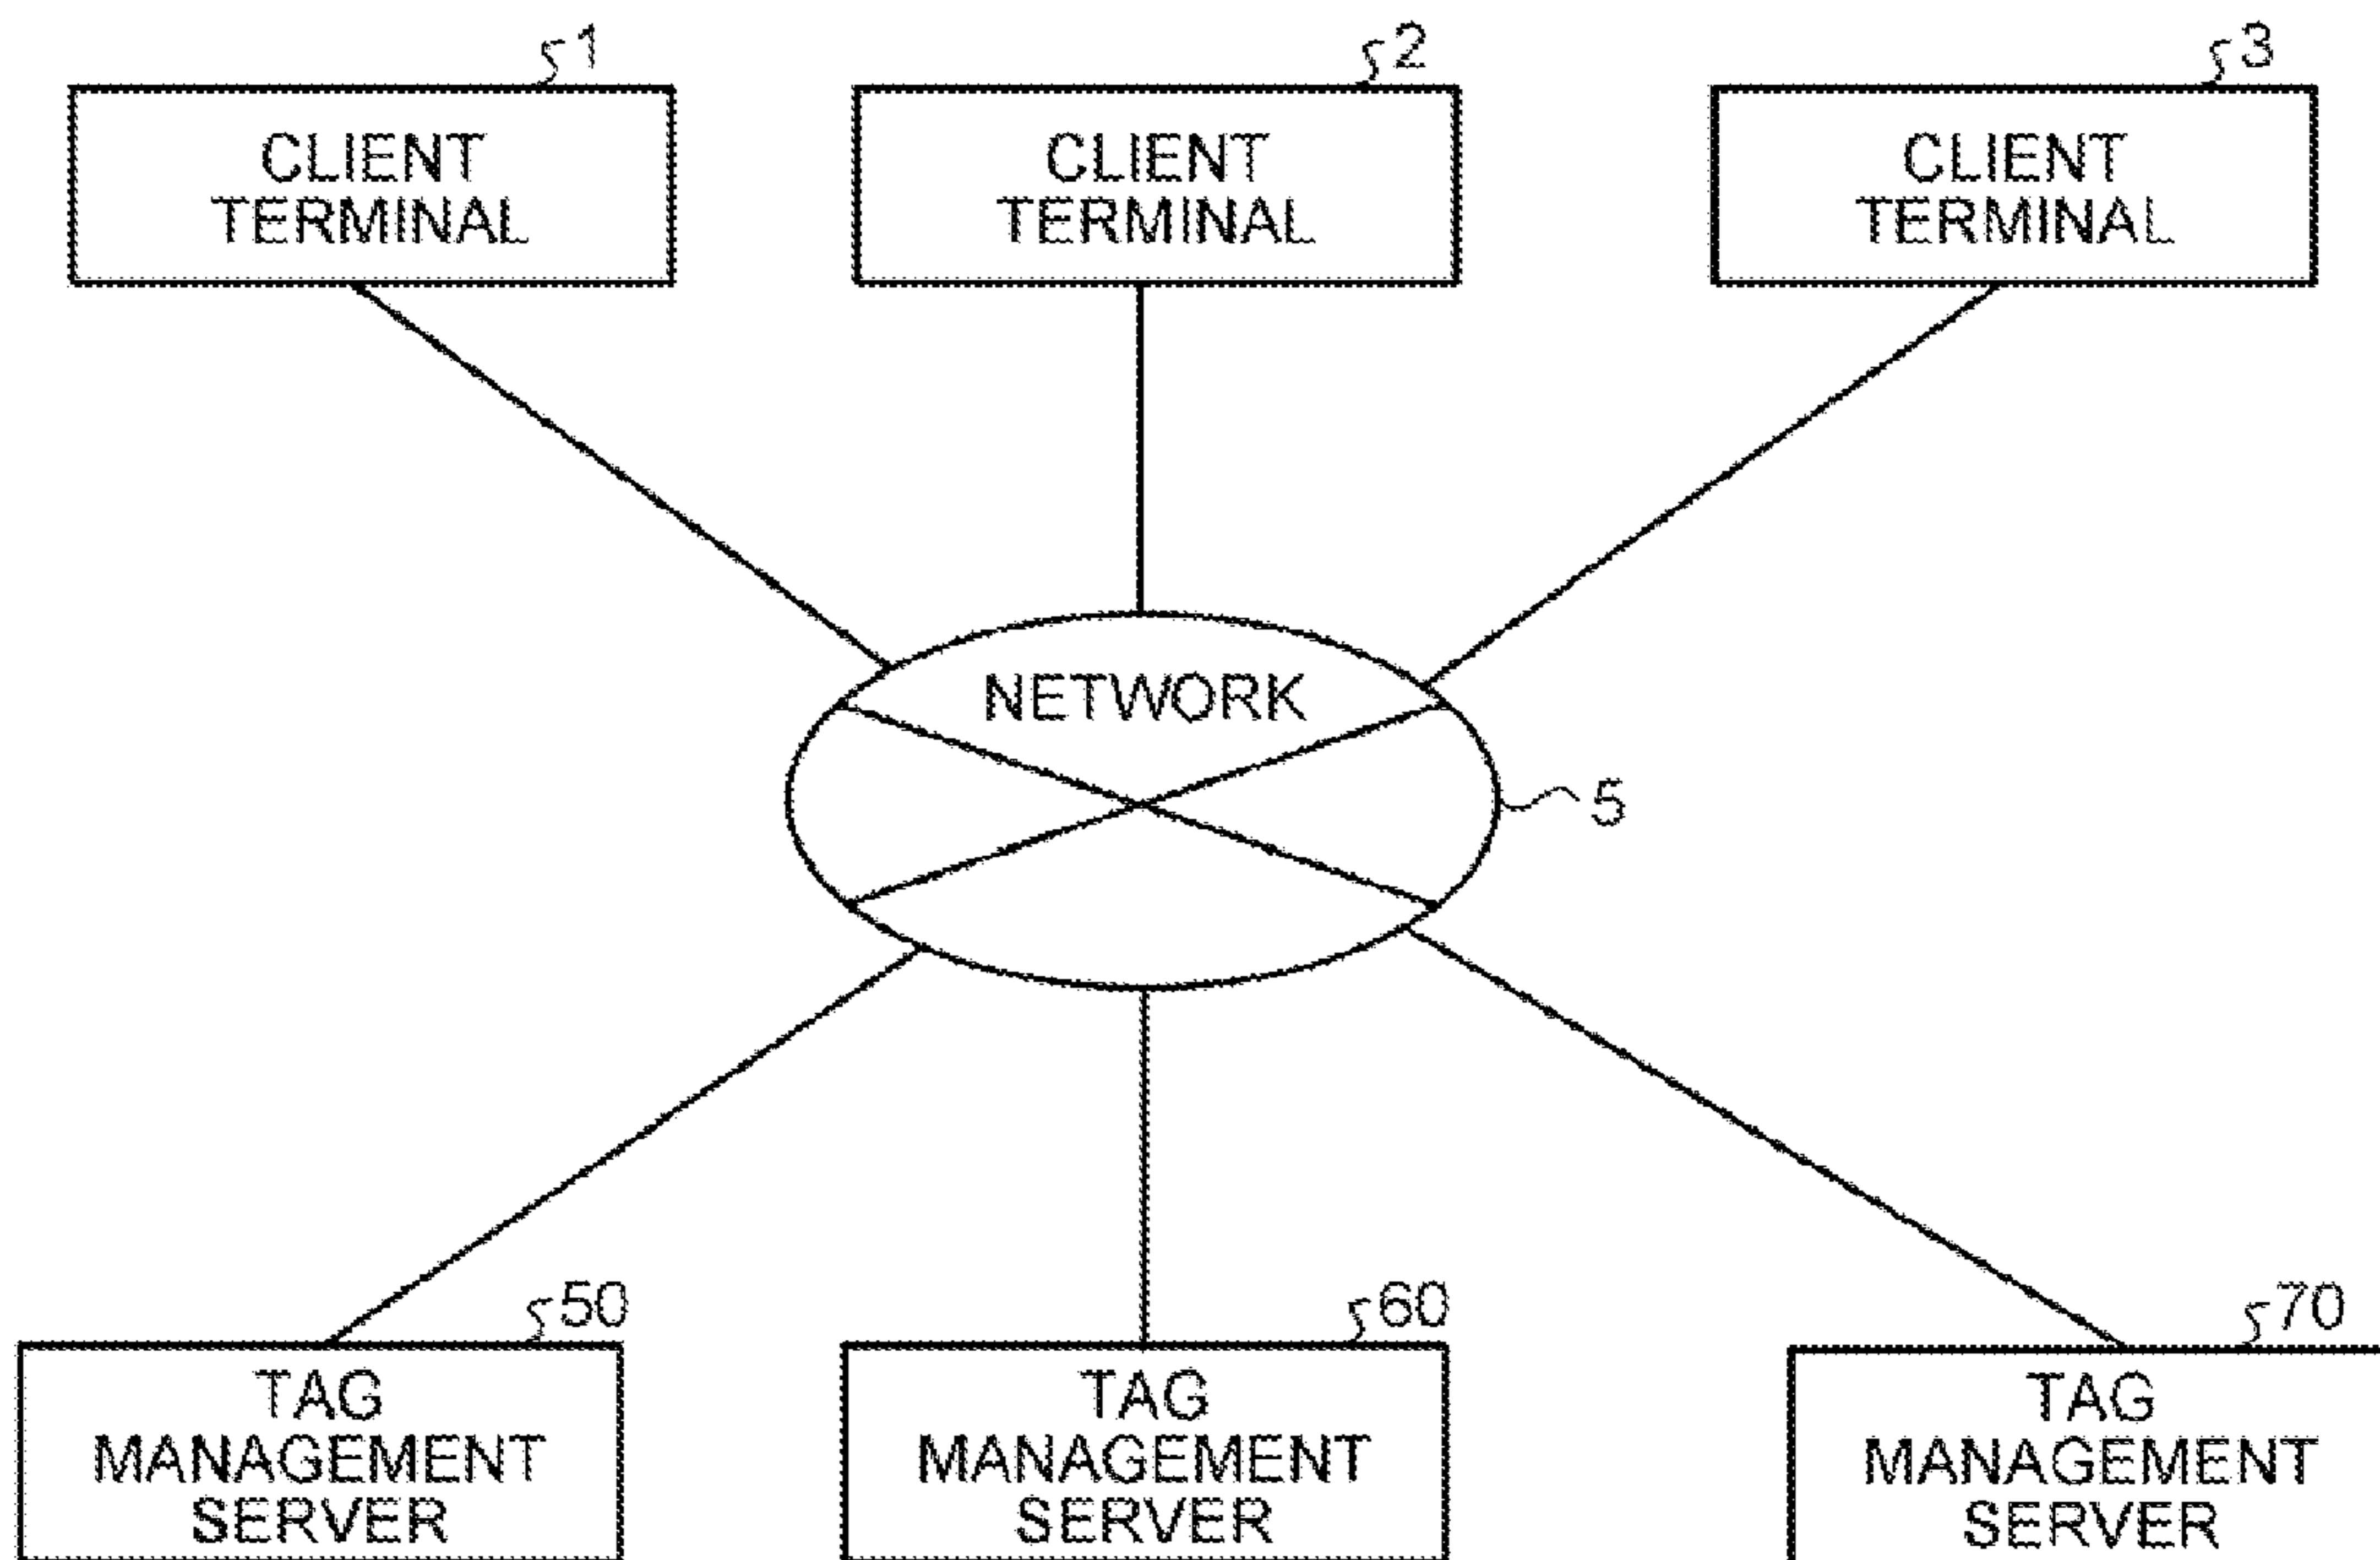 1
2
3
CLIENT
TERMINAL
CLIENT
TERMINAL
CLIENT
TERMINAL
NETWORK
5
50
60
70
TAG
MANAGEMENT
SERVER
TAG
MANAGEMENT
SERVER
TAG
MANAGEMENT
SERVER